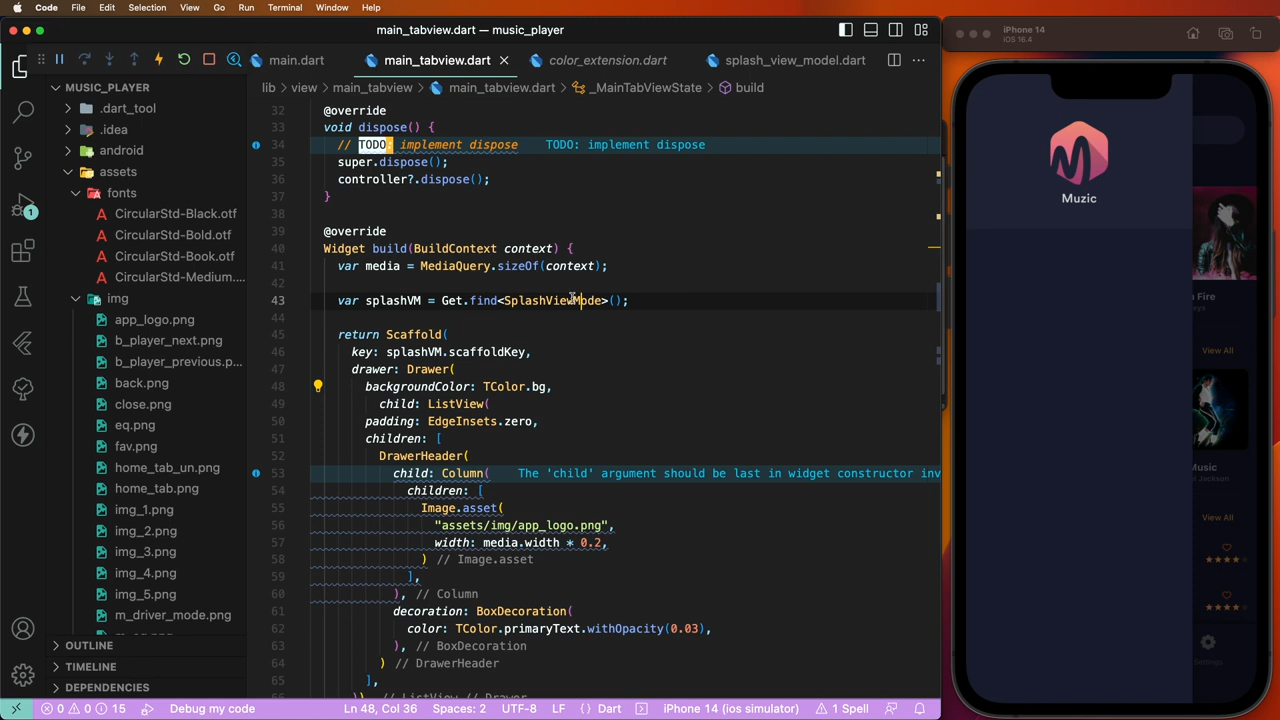 Code File Edit Selection View Go Run Terminal Window Help
main_tabview.dart — music_player
iPhone 14
iOS 16.4
main.dart
main_tabview.dart
color_extension.dart
splash_view_model.dart
MUSIC_PLAYER
lib > view > main_tabview > main_tabview.dart > _MainTabViewState > build
.dart_tool
.idea
android
assets
fonts
CircularStd-Black.otf
CircularStd-Bold.otf
CircularStd-Book.otf
CircularStd-Medium....
img
app_logo.png
b_player_next.png
b_player_previous.p...
back.png
close.png
eq.png
fav.png
home_tab_un.png
home_tab.png
img_1.png
img_2.png
img_3.png
img_4.png
img_5.png
m_driver_mode.png
OUTLINE
TIMELINE
DEPENDENCIES
1
32 @override
33 void dispose() {
34 // TODO: implement dispose TODO: implement dispose
35 super.dispose();
36 controller?.dispose();
37 }
38
39 @override
40 Widget build(BuildContext context) {
41 var media = MediaQuery.sizeOf(context);
42
43 var splashVM = Get.find<SplashViewMode>();
44
45 return Scaffold(
46 key: splashVM.scaffoldKey,
47 drawer: Drawer(
48 backgroundColor: TColor.bg,
49 child: ListView(
50 padding: EdgeInsets.zero,
51 children: [
52 DrawerHeader(
53 child: Column( The 'child' argument should be last in widget constructor inv
54 children: [
55 Image.asset(
56 "assets/img/app_logo.png",
57 width: media.width * 0.2,
58 ) // Image.asset
59 ],
60 ), // Column
61 decoration: BoxDecoration(
62 color: TColor.primaryText.withOpacity(0.03),
63 ), // BoxDecoration
64 ) // DrawerHeader
65 ],
66 )) // ListView // Drawer
Muzic
Fire
View All
Music
Jackson
View All
Settings
0 0 15
Debug my code
Ln 48, Col 36
Spaces: 2
UTF-8
LF
{ } Dart
iPhone 14 (ios simulator)
1 Spell